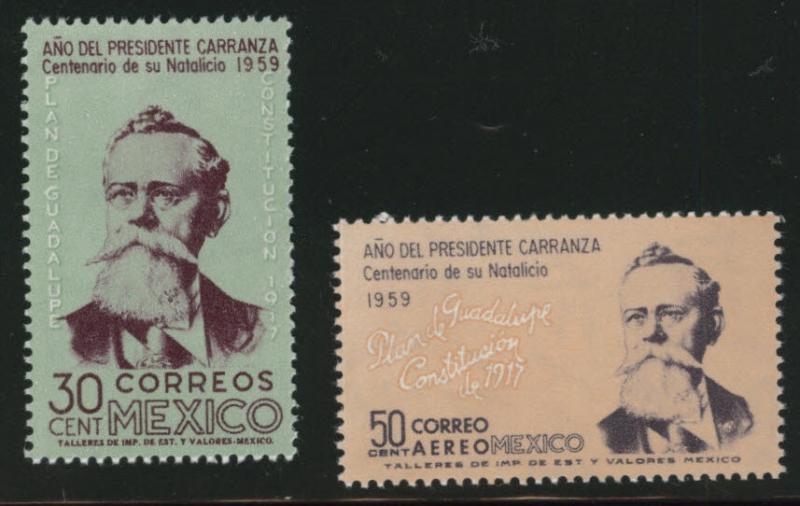 AÑO DEL PRESIDENTE CARRANZA
Centenario de su Natalicio 1959
PLAN DE GUADALUPE
CONSTITUCION 1917
30 CORREOS
CENT MEXICO
TALLERES DE IMP. DE EST. Y VALORES-MEXICO.
AÑO DEL PRESIDENTE CARRANZA
Centenario de su Natalicio
1959
Plan de Guadalupe
Constitución
de 1917
50 CORREO
CENT AEREO MEXICO
TALLERES DE IMP. DE EST. Y VALORES MEXICO